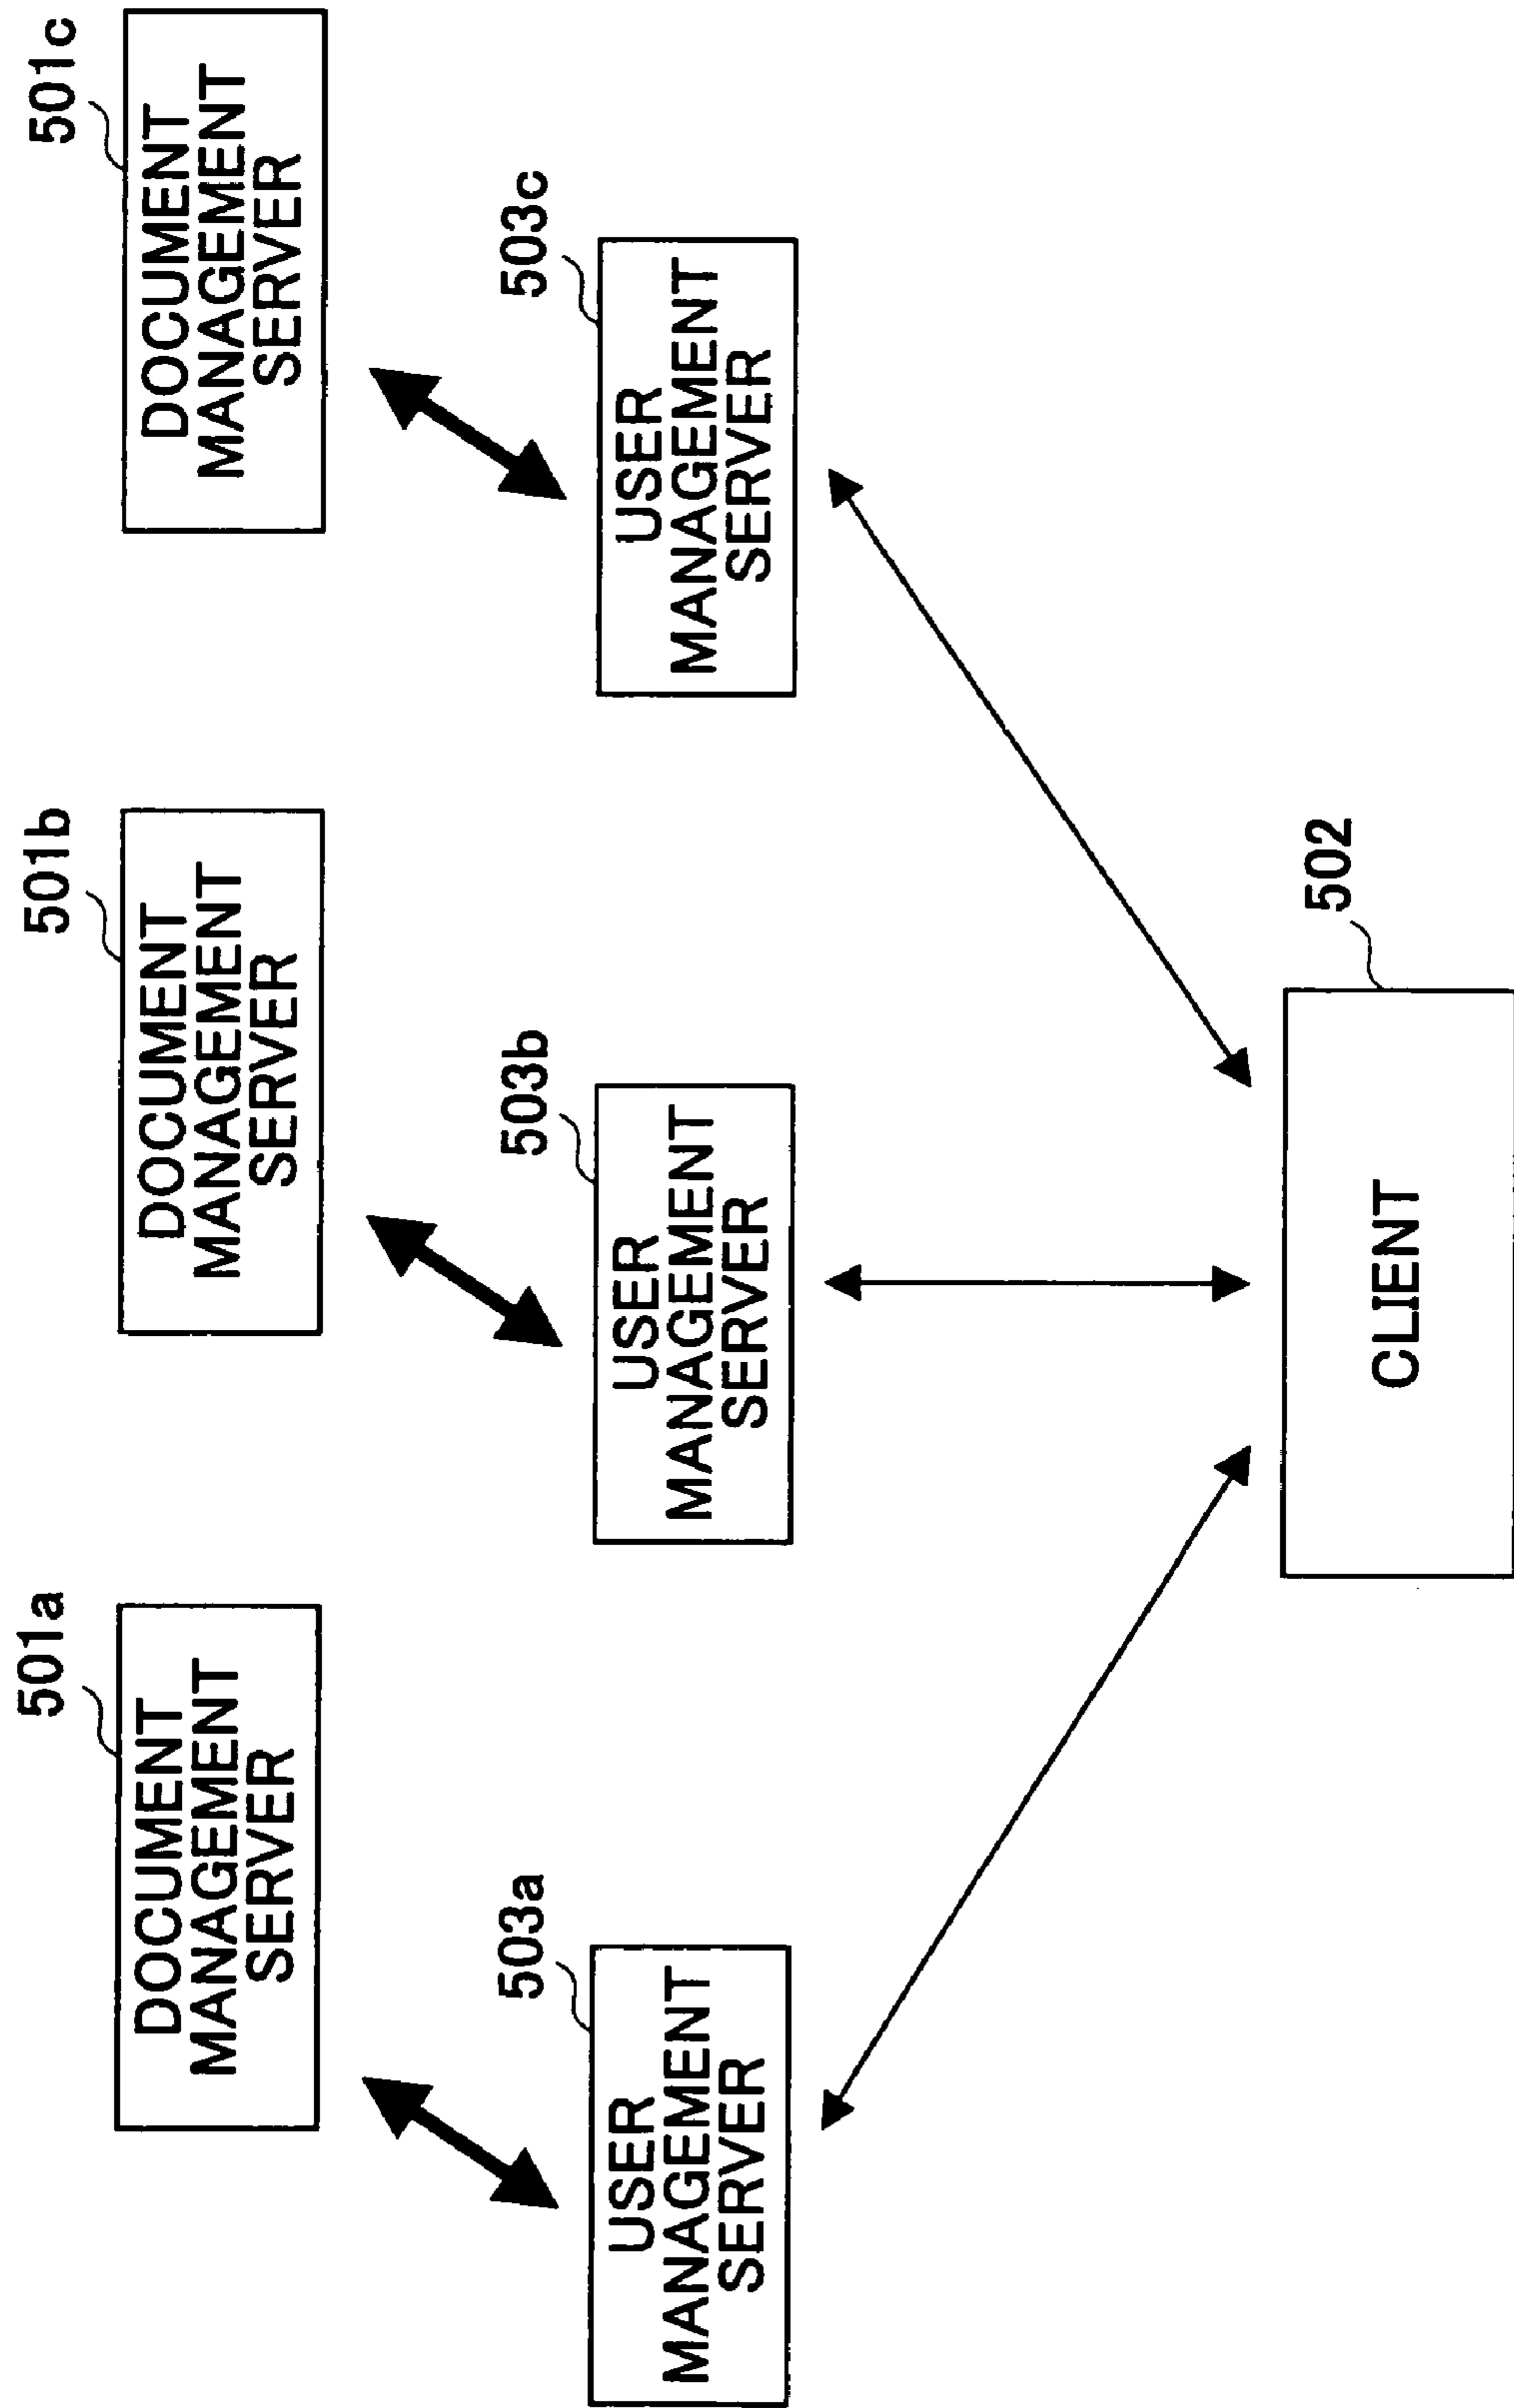 501a
DOCUMENT
MANAGEMENT
SERVER
501b
DOCUMENT
MANAGEMENT
SERVER
501c
DOCUMENT
MANAGEMENT
SERVER
503a
USER
MANAGEMENT
SERVER
503b
USER
MANAGEMENT
SERVER
503c
USER
MANAGEMENT
SERVER
502
CLIENT